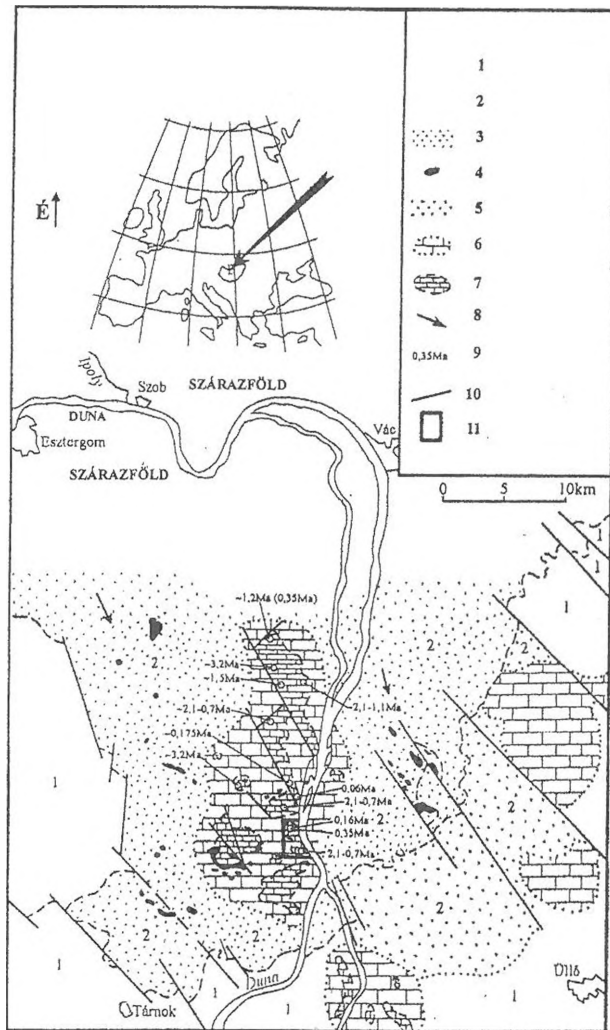 1
2
3
4
5
6
7
8
0,35Ma 9
10
11
É
Ipoly
Szob
SZÁRAZFÖLD
DUNA
Esztergom
SZÁRAZFÖLD
Vác
0 5 10km
~1,2Ma (0,35Ma)
1
1
1
2
2
2
~3,2Ma
~1,5Ma
~2,1-1,1Ma
~2,1-0,7Ma
~0,175Ma
~3,2Ma
0,06Ma
~2,1-0,7Ma
0,16Ma
0,35Ma
2
2
~2,1-0,7Ma
1
2
2
2
1
Duna
Tárnok
1
1
1
Üllő